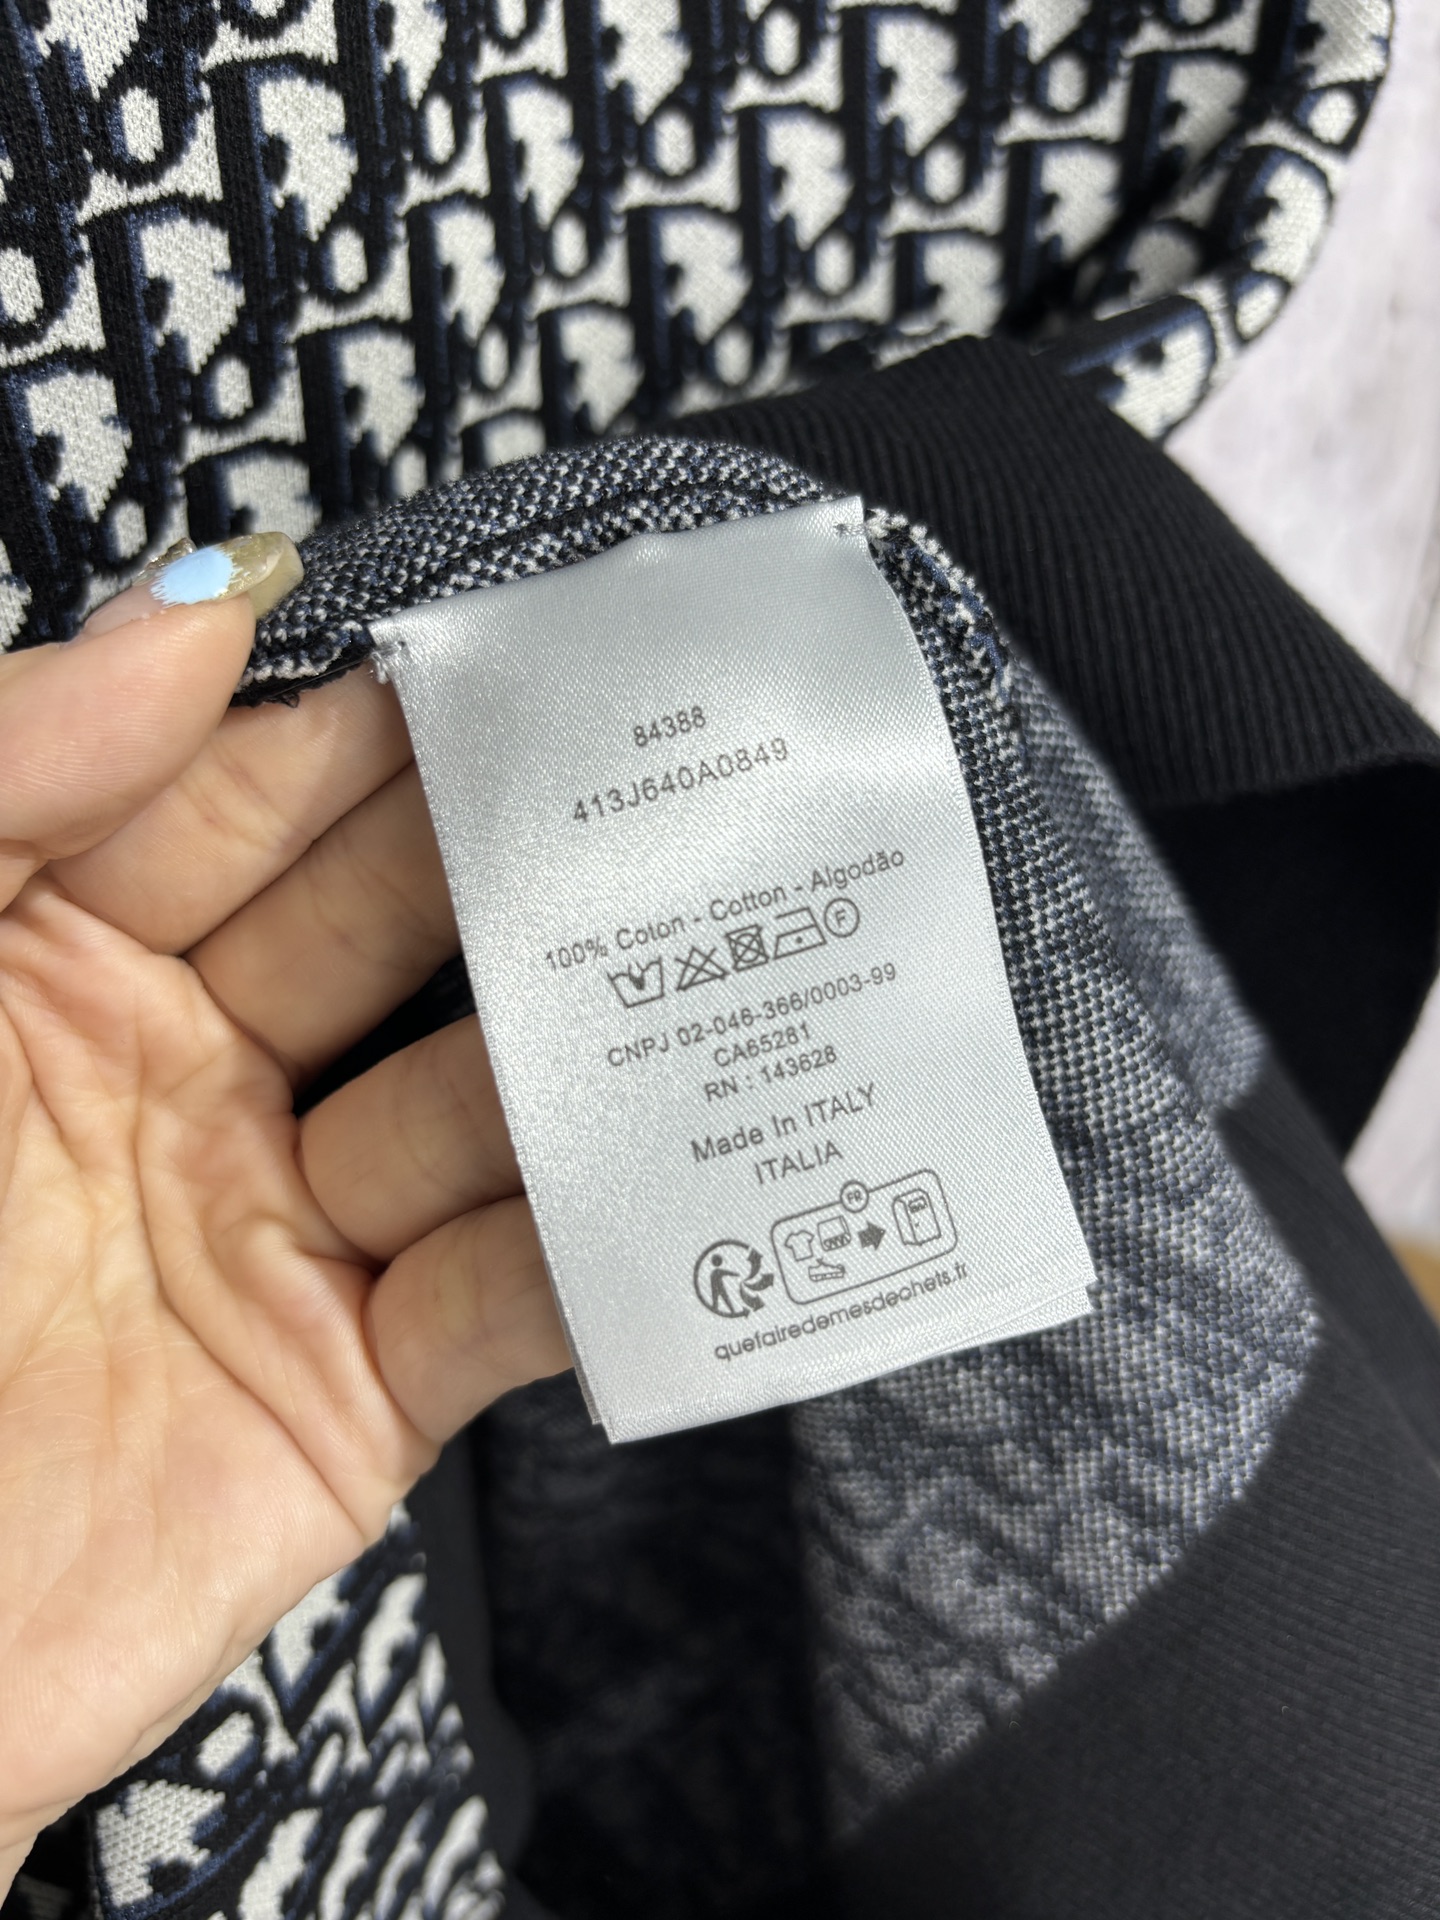 84388
413J640A0849
100% Coton - Cotton - Algodão
F
CNPJ 02-046-366/0003-99
CA65281
RN : 143628
Made In ITALY
ITALIA
FR
quefairedemesdechets.fr